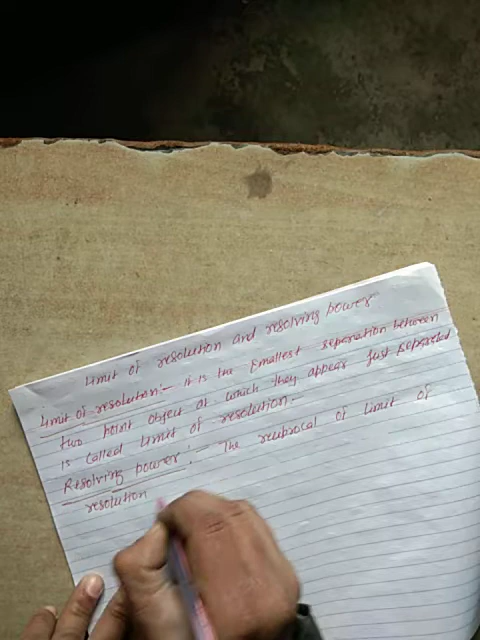 Limit of resolution and resolving power
Limit of resolution:- it is the smallest seperation between
two point object at which they appear just seperated
is called limit of resolution.-
Resolving power:- The reciprocal of limit of
resolution